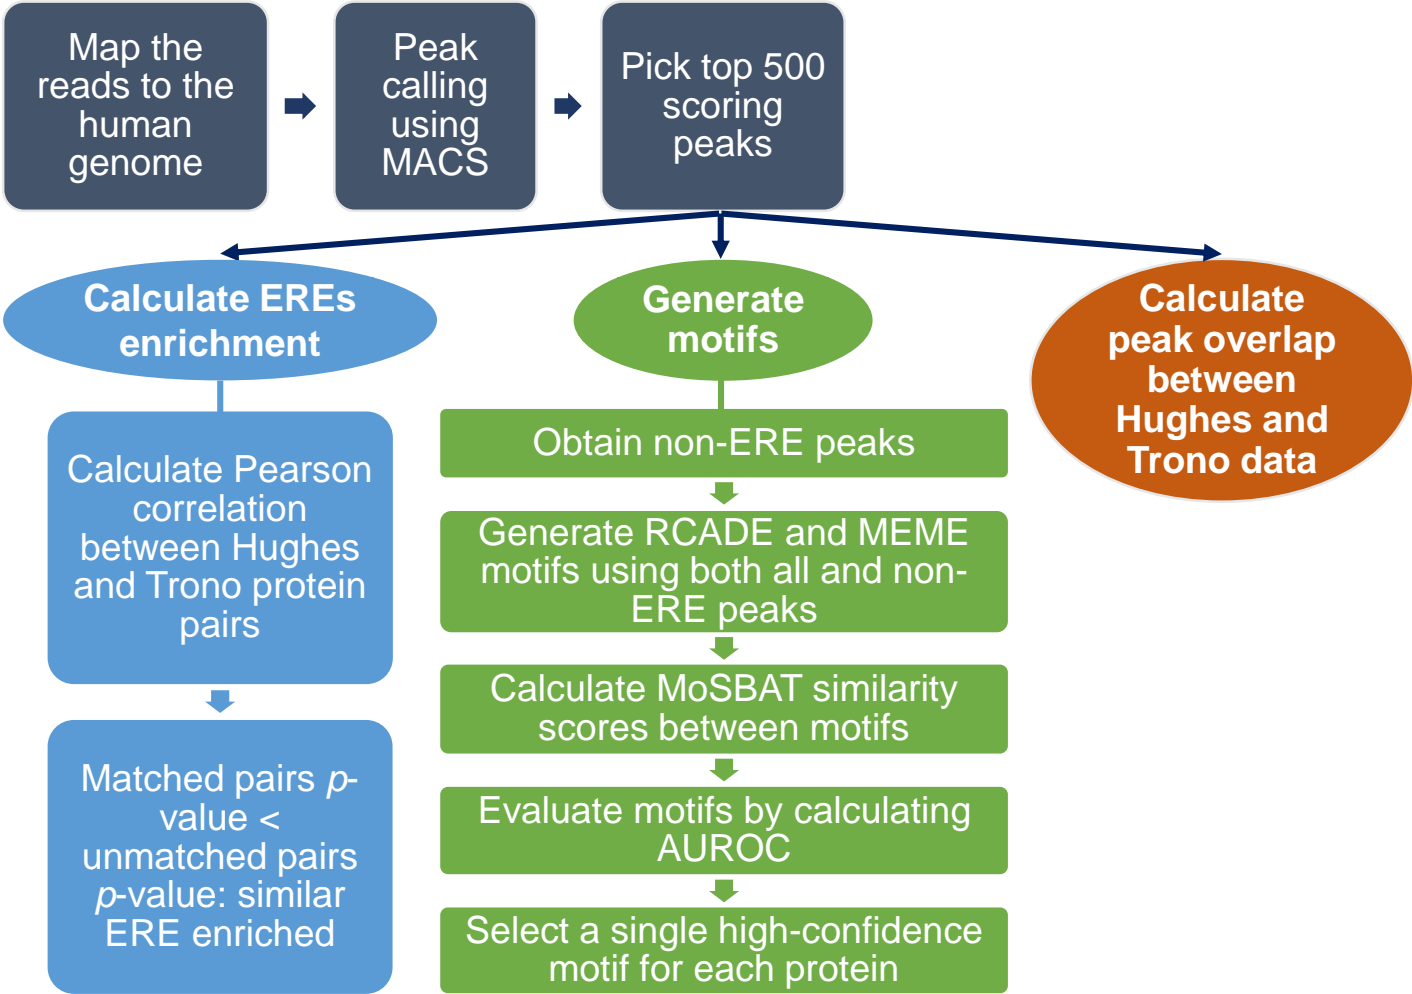 Map the
reads to the
human
genome
Peak
calling
using
MACS
Pick top 500
scoring
peaks
Calculate EREs
enrichment
Calculate Pearson
correlation
between Hughes
and Trono protein
pairs
Matched pairs p-
value <
unmatched pairs
p-value: similar
ERE enriched
Generate
motifs
Obtain non-ERE peaks
Generate RCADE and MEME
motifs using both all and non-
ERE peaks
Calculate MoSBAT similarity
scores between motifs
Evaluate motifs by calculating
AUROC
Select a single high-confidence
motif for each protein
Calculate
peak overlap
between
Hughes and
Trono data